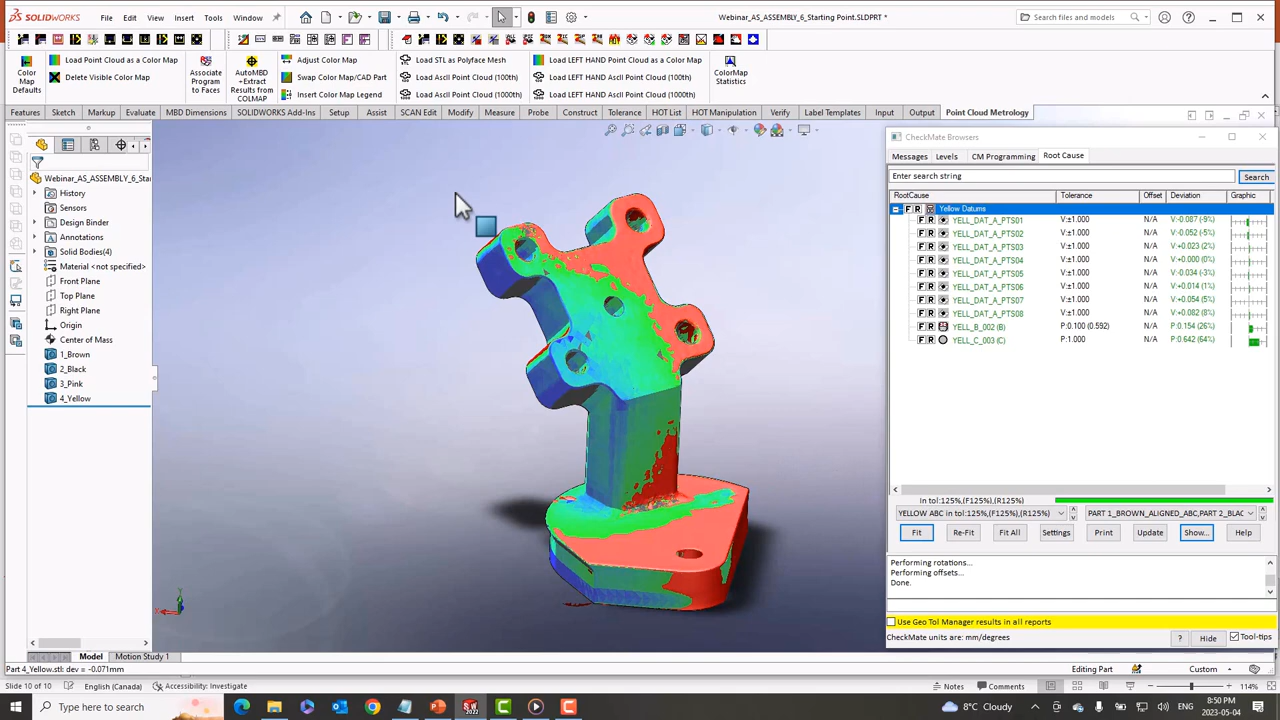 SOLIDWORKS File Edit View Insert Tools Window Webinar_AS_ASSEMBLY_6_Starting Point.SLDPRT * Search files and models
Color Map Defaults
Load Point Cloud as a Color Map
Delete Visible Color Map
Associate Program to Faces
AutoMBD +Extract Results from COLMAP
Adjust Color Map
Swap Color Map/CAD Part
Insert Color Map Legend
Load STL as Polyface Mesh
Load Ascll Point Cloud (100th)
Load Ascll Point Cloud (1000th)
Load LEFT HAND Point Cloud as a Color Map
Load LEFT HAND Ascll Point Cloud (100th)
Load LEFT HAND Ascll Point Cloud (1000th)
ColorMap Statistics
Features Sketch Markup Evaluate MBD Dimensions SOLIDWORKS Add-Ins Setup Assist SCAN Edit Modify Measure Probe Construct Tolerance HOT List HOT Manipulation Verify Label Templates Input Output Point Cloud Metrology
Webinar_AS_ASSEMBLY_6_Sta
History
Sensors
Design Binder
Annotations
Solid Bodies(4)
Material <not specified>
Front Plane
Top Plane
Right Plane
Origin
Center of Mass
1_Brown
2_Black
3_Pink
4_Yellow
CheckMate Browsers
Messages Levels CM Programming Root Cause
Enter search string Search
RootCause Tolerance Offset Deviation Graphic
F R Yellow Datums
F R YELL_DAT_A_PTS01 V:±1.000 N/A V:-0.087 (-9%)
F R YELL_DAT_A_PTS02 V:±1.000 N/A V:-0.052 (-5%)
F R YELL_DAT_A_PTS03 V:±1.000 N/A V:+0.023 (2%)
F R YELL_DAT_A_PTS04 V:±1.000 N/A V:+0.000 (0%)
F R YELL_DAT_A_PTS05 V:±1.000 N/A V:-0.034 (-3%)
F R YELL_DAT_A_PTS06 V:±1.000 N/A V:+0.014 (1%)
F R YELL_DAT_A_PTS07 V:±1.000 N/A V:+0.054 (5%)
F R YELL_DAT_A_PTS08 V:±1.000 N/A V:+0.082 (8%)
F R YELL_B_002 (B) P:0.100 (0.592) N/A P:0.154 (26%)
F R YELL_C_003 (C) P:1.000 N/A P:0.642 (64%)
In tol:125%,(F125%),(R125%)
YELLOW ABC in tol:125%,(F125%),(R125%) PART 1_BROWN_ALIGNED_ABC,PART 2_BLAC
Fit Re-Fit Fit All Settings Print Update Show... Help
Performing rotations...
Performing offsets...
Done.
Use Geo Tol Manager results in all reports
CheckMate units are: mm/degrees ? Hide Tool-tips
Model Motion Study 1
Part 4_Yellow.stl: dev = -0.071mm Editing Part Custom
Slide 10 of 10 English (Canada) Accessibility: Investigate Notes Comments 114%
Type here to search SW 2022 8°C Cloudy 8:50 PM
2023-05-04